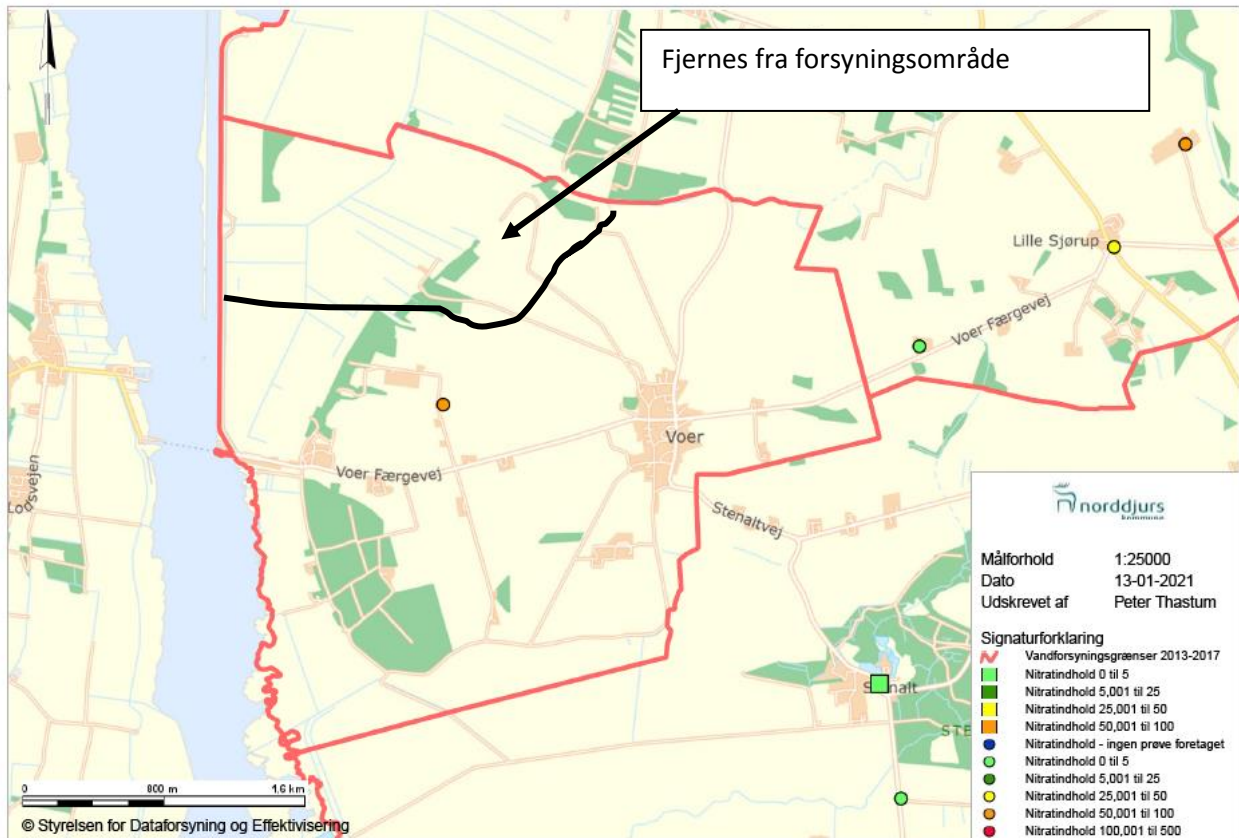 Fjernes fra forsyningsområde
Lille Sjørup
Voer Færgevej
Voer
Voer Færgevej
Lodsvejen
Stenaltvej
Stenalt
norddjurs
kommune
Målforhold 1:25000
Dato 13-01-2021
Udskrevet af Peter Thastum
Signaturforklaring
Vandforsyningsgrænser 2013-2017
Nitratindhold 0 til 5
Nitratindhold 5,001 til 25
Nitratindhold 25,001 til 50
Nitratindhold 50,001 til 100
Nitratindhold - ingen prøve foretaget
Nitratindhold 0 til 5
Nitratindhold 5,001 til 25
Nitratindhold 25,001 til 50
Nitratindhold 50,001 til 100
Nitratindhold 100,001 til 500
0 800 m 1.6 km
© Styrelsen for Dataforsyning og Effektivisering